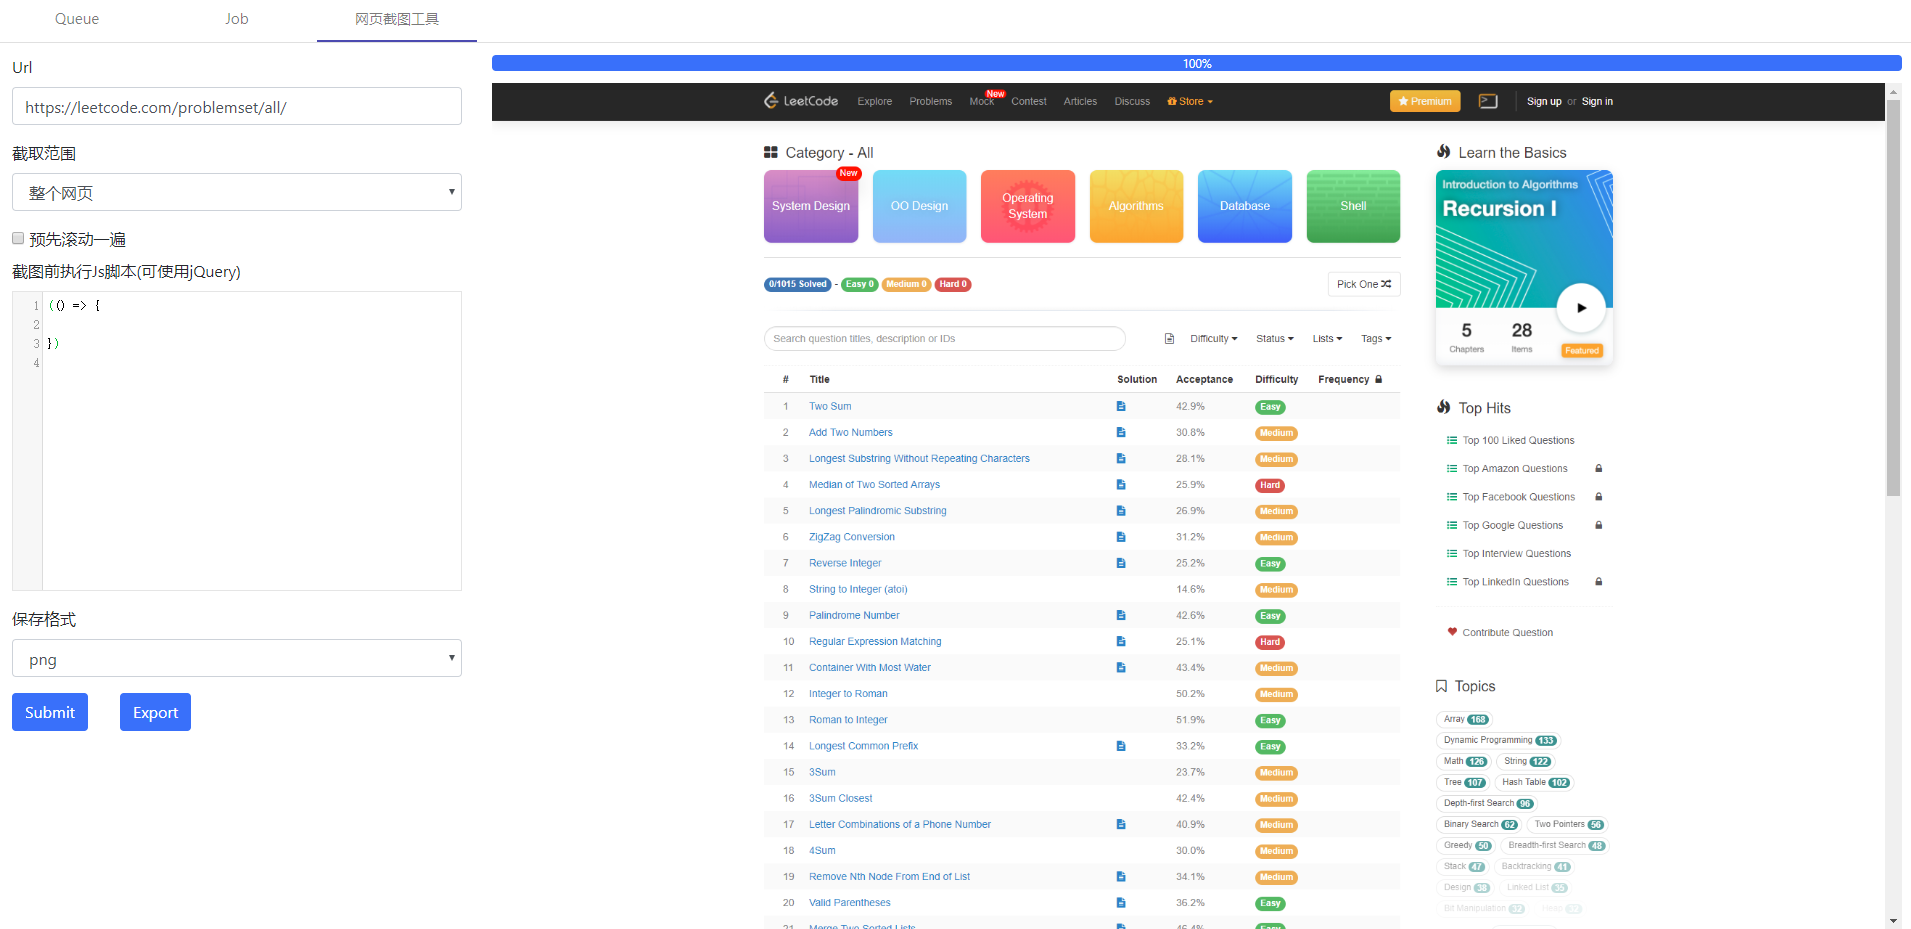 Queue Job 网页截图工具
Url
https://leetcode.com/problemset/all/
截取范围
整个网页
预先滚动一遍
截图前执行Js脚本(可使用jQuery)
1 (() => {
2
3 })
4
保存格式
png
Submit Export
100%
LeetCode Explore Problems Mock New Contest Articles Discuss Store Premium Sign up or Sign in
Category - All
New
System Design
OO Design
Operating
System
Algorithms
Database
Shell
0/1015 Solved - Easy 0 Medium 0 Hard 0 Pick One
Search question titles, description or IDs Difficulty Status Lists Tags
# Title Solution Acceptance Difficulty Frequency
1 Two Sum 42.9% Easy
2 Add Two Numbers 30.8% Medium
3 Longest Substring Without Repeating Characters 28.1% Medium
4 Median of Two Sorted Arrays 25.9% Hard
5 Longest Palindromic Substring 26.9% Medium
6 ZigZag Conversion 31.2% Medium
7 Reverse Integer 25.2% Easy
8 String to Integer (atoi) 14.6% Medium
9 Palindrome Number 42.6% Easy
10 Regular Expression Matching 25.1% Hard
11 Container With Most Water 43.4% Medium
12 Integer to Roman 50.2% Medium
13 Roman to Integer 51.9% Easy
14 Longest Common Prefix 33.2% Easy
15 3Sum 23.7% Medium
16 3Sum Closest 42.4% Medium
17 Letter Combinations of a Phone Number 40.9% Medium
18 4Sum 30.0% Medium
19 Remove Nth Node From End of List 34.1% Medium
20 Valid Parentheses 36.2% Easy
21 Merge Two Sorted Lists 46.4% Easy
Learn the Basics
Introduction to Algorithms
Recursion I
5 28
Chapters Items Featured
Top Hits
Top 100 Liked Questions
Top Amazon Questions
Top Facebook Questions
Top Google Questions
Top Interview Questions
Top LinkedIn Questions
Contribute Question
Topics
Array 168
Dynamic Programming 133
Math 126 String 122
Tree 107 Hash Table 102
Depth-first Search 96
Binary Search 62 Two Pointers 56
Greedy 50 Breadth-first Search 48
Stack 47 Backtracking 41
Design 38 Linked List 35
Bit Manipulation 32 Heap